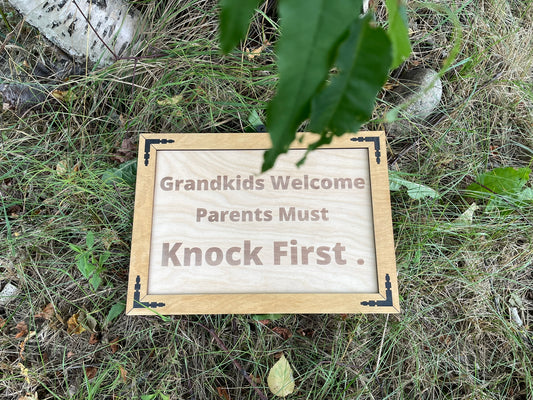 Grandkids Welcome
Parents Must
Knock First .